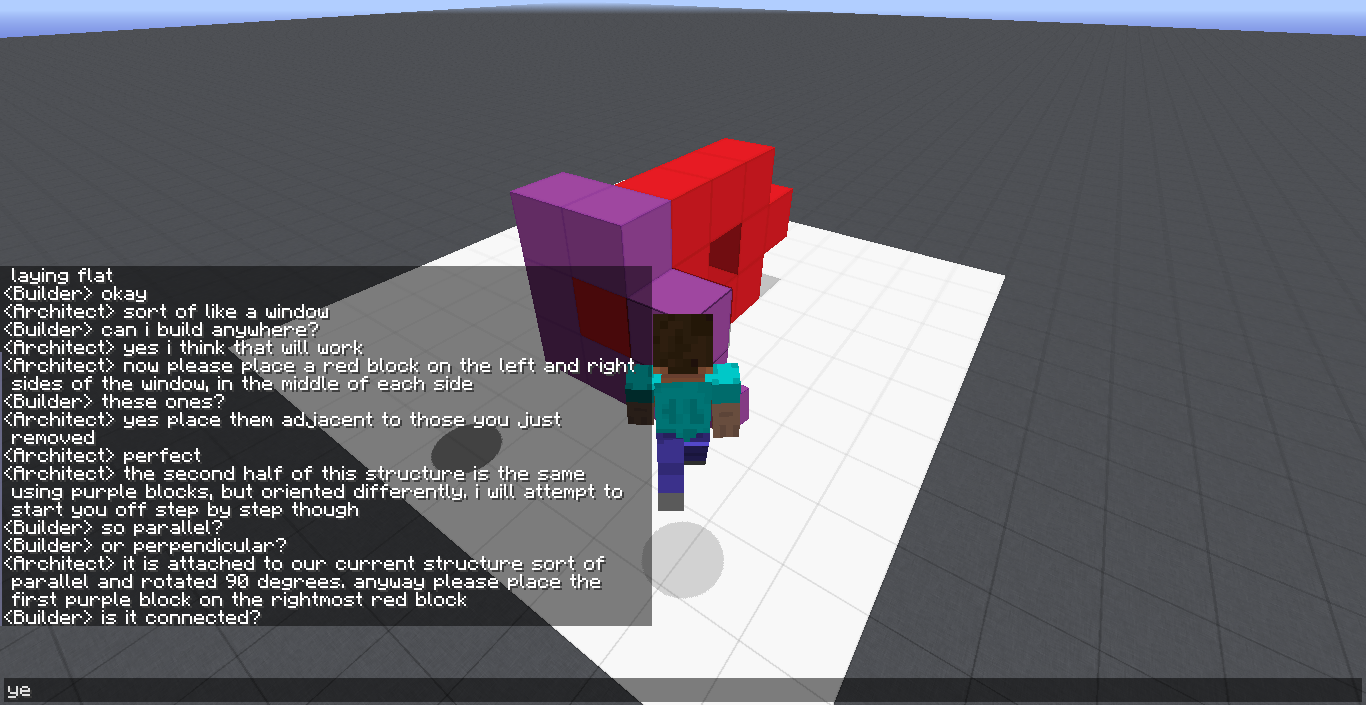 laying flat
<Builder> okay
<Architect> sort of like a window
<Builder> can i build anywhere?
<Architect> yes i think that will work
<Architect> now please place a red block on the left and right
sides of the window, in the middle of each side
<Builder> these ones?
<Architect> yes place them adjacent to those you just
removed
<Architect> perfect
<Architect> the second half of this structure is the same
using purple blocks, but oriented differently. i will attempt to
start you off step by step though
<Builder> so parallel?
<Builder> or perpendicular?
<Architect> it is attached to our current structure sort of
parallel and rotated 90 degrees. anyway please place the
first purple block on the rightmost red block
<Builder> is it connected?
ye